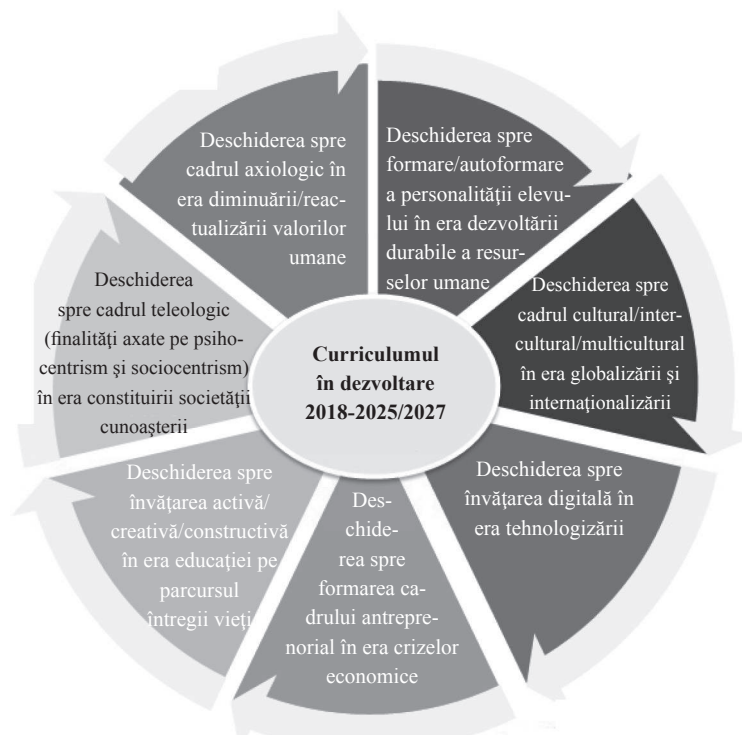 Deschiderea spre
cadrul axiologic în
era diminuării/reac-
tualizării valorilor
umane
Deschiderea spre
formare/autoformare
a personalității elevu-
lui în era dezvoltării
durabile a resur-
selor umane
Deschiderea spre
cadrul cultural/inter-
cultural/multicultural
în era globalizării și
internaționalizării
Deschiderea spre
învățarea digitală în
era tehnologizării
Des-
chide-
rea spre
formarea ca-
drului antrepre-
norial în era crizelor
economice
Deschiderea spre
învățarea activă/
creativă/constructivă
în era educației pe
parcursul
întregii vieți
Deschiderea
spre cadrul teleologic
(finalități axate pe psiho-
centrism și sociocentrism)
în era constituirii societății
cunoașterii
Curriculumul
în dezvoltare
2018-2025/2027